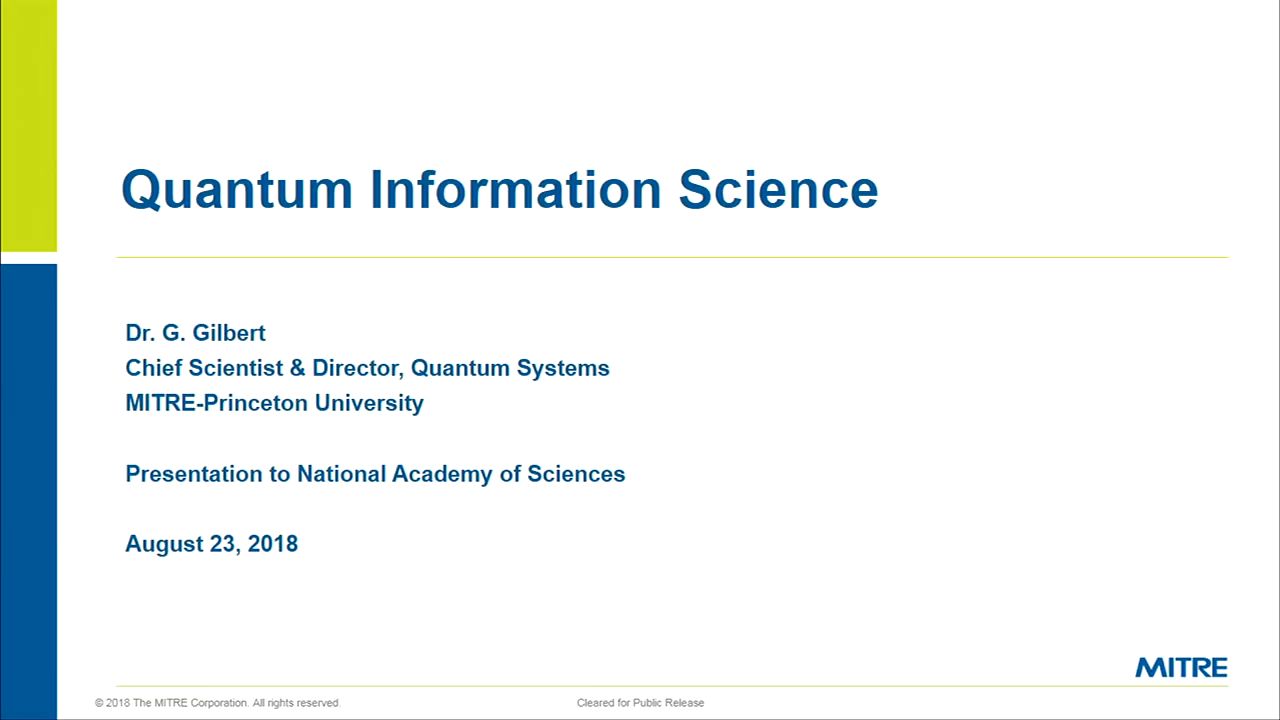 Quantum Information Science
Dr. G. Gilbert
Chief Scientist & Director, Quantum Systems
MITRE-Princeton University
Presentation to National Academy of Sciences
August 23, 2018
MITRE
© 2018 The MITRE Corporation. All rights reserved.
Cleared for Public Release